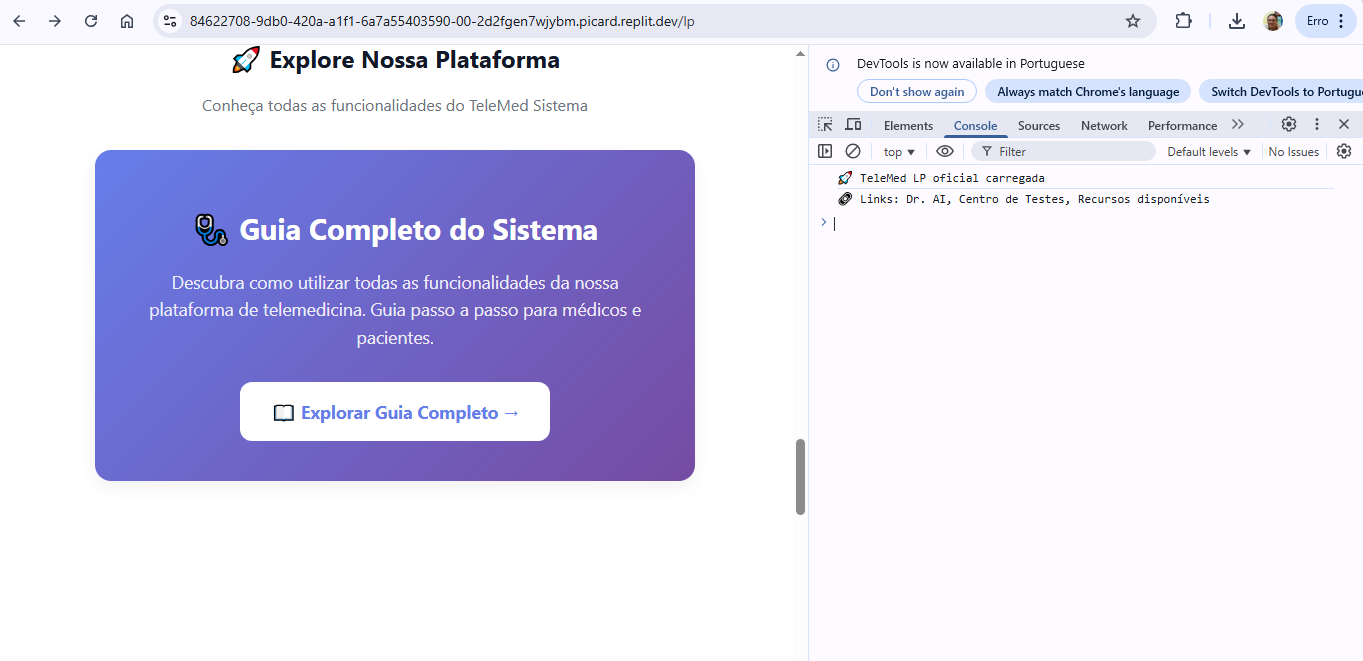 84622708-9db0-420a-a1f1-6a7a55403590-00-2d2fgen7wjybm.picard.replit.dev/lp
Erro
🚀 Explore Nossa Plataforma
Conheça todas as funcionalidades do TeleMed Sistema
🩺 Guia Completo do Sistema
Descubra como utilizar todas as funcionalidades da nossa
plataforma de telemedicina. Guia passo a passo para médicos e
pacientes.
📖 Explorar Guia Completo →
DevTools is now available in Portuguese
Don't show again
Always match Chrome's language
Switch DevTools to Portugu
Elements
Console
Sources
Network
Performance
top
Filter
Default levels
No Issues
🚀 TeleMed LP oficial carregada
🔗 Links: Dr. AI, Centro de Testes, Recursos disponíveis